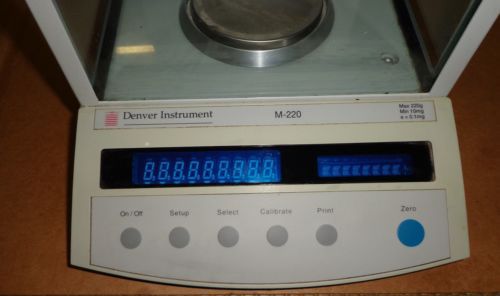 Denver Instrument
M-220
Max 220g
Min 10mg
e = 0.1mg
8.8.8.8.8.8.8.8.8.
On / Off Setup Select Calibrate Print Zero